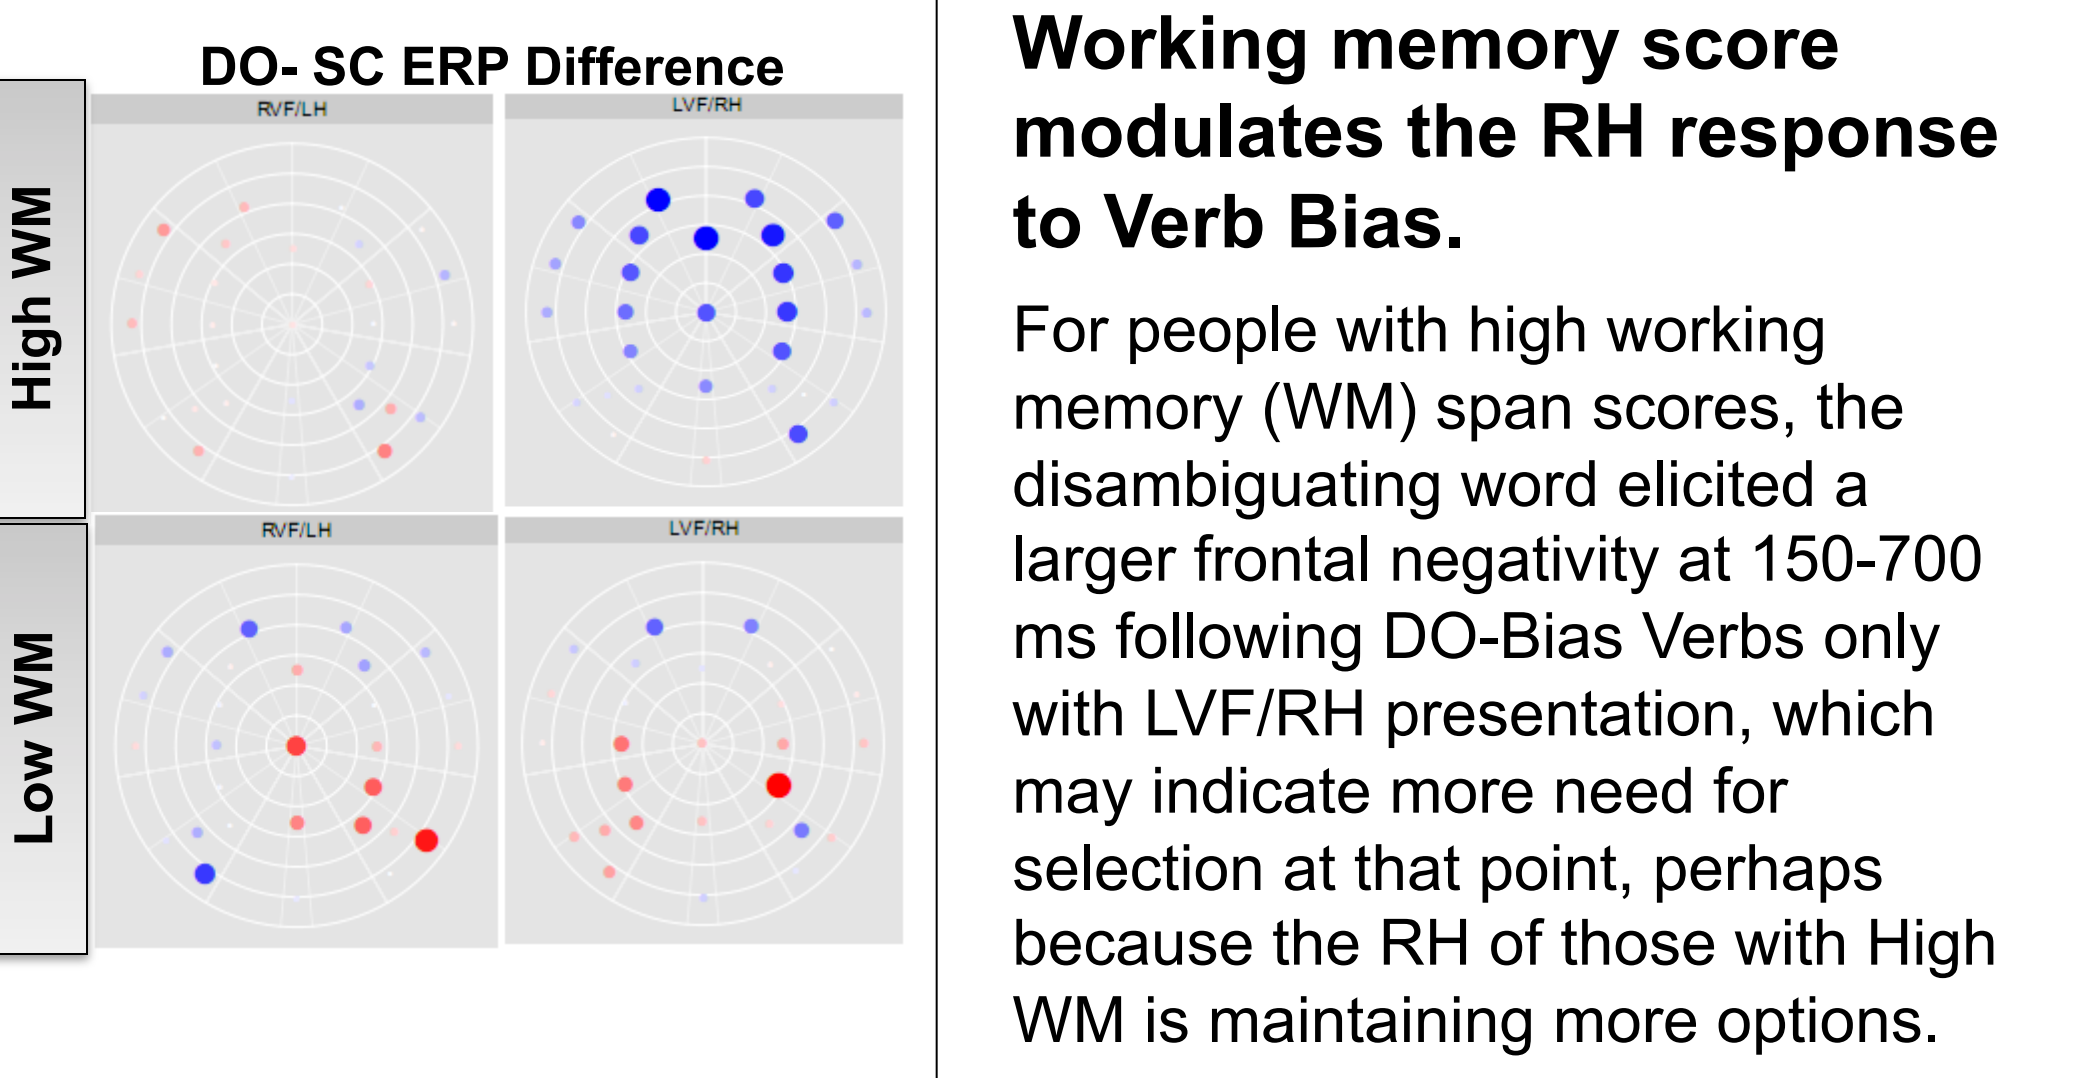 DO- SC ERP Difference
High WM
RVF/LH
LVF/RH
Low WM
RVF/LH
LVF/RH
Working memory score
modulates the RH response
to Verb Bias.
For people with high working
memory (WM) span scores, the
disambiguating word elicited a
larger frontal negativity at 150-700
ms following DO-Bias Verbs only
with LVF/RH presentation, which
may indicate more need for
selection at that point, perhaps
because the RH of those with High
WM is maintaining more options.